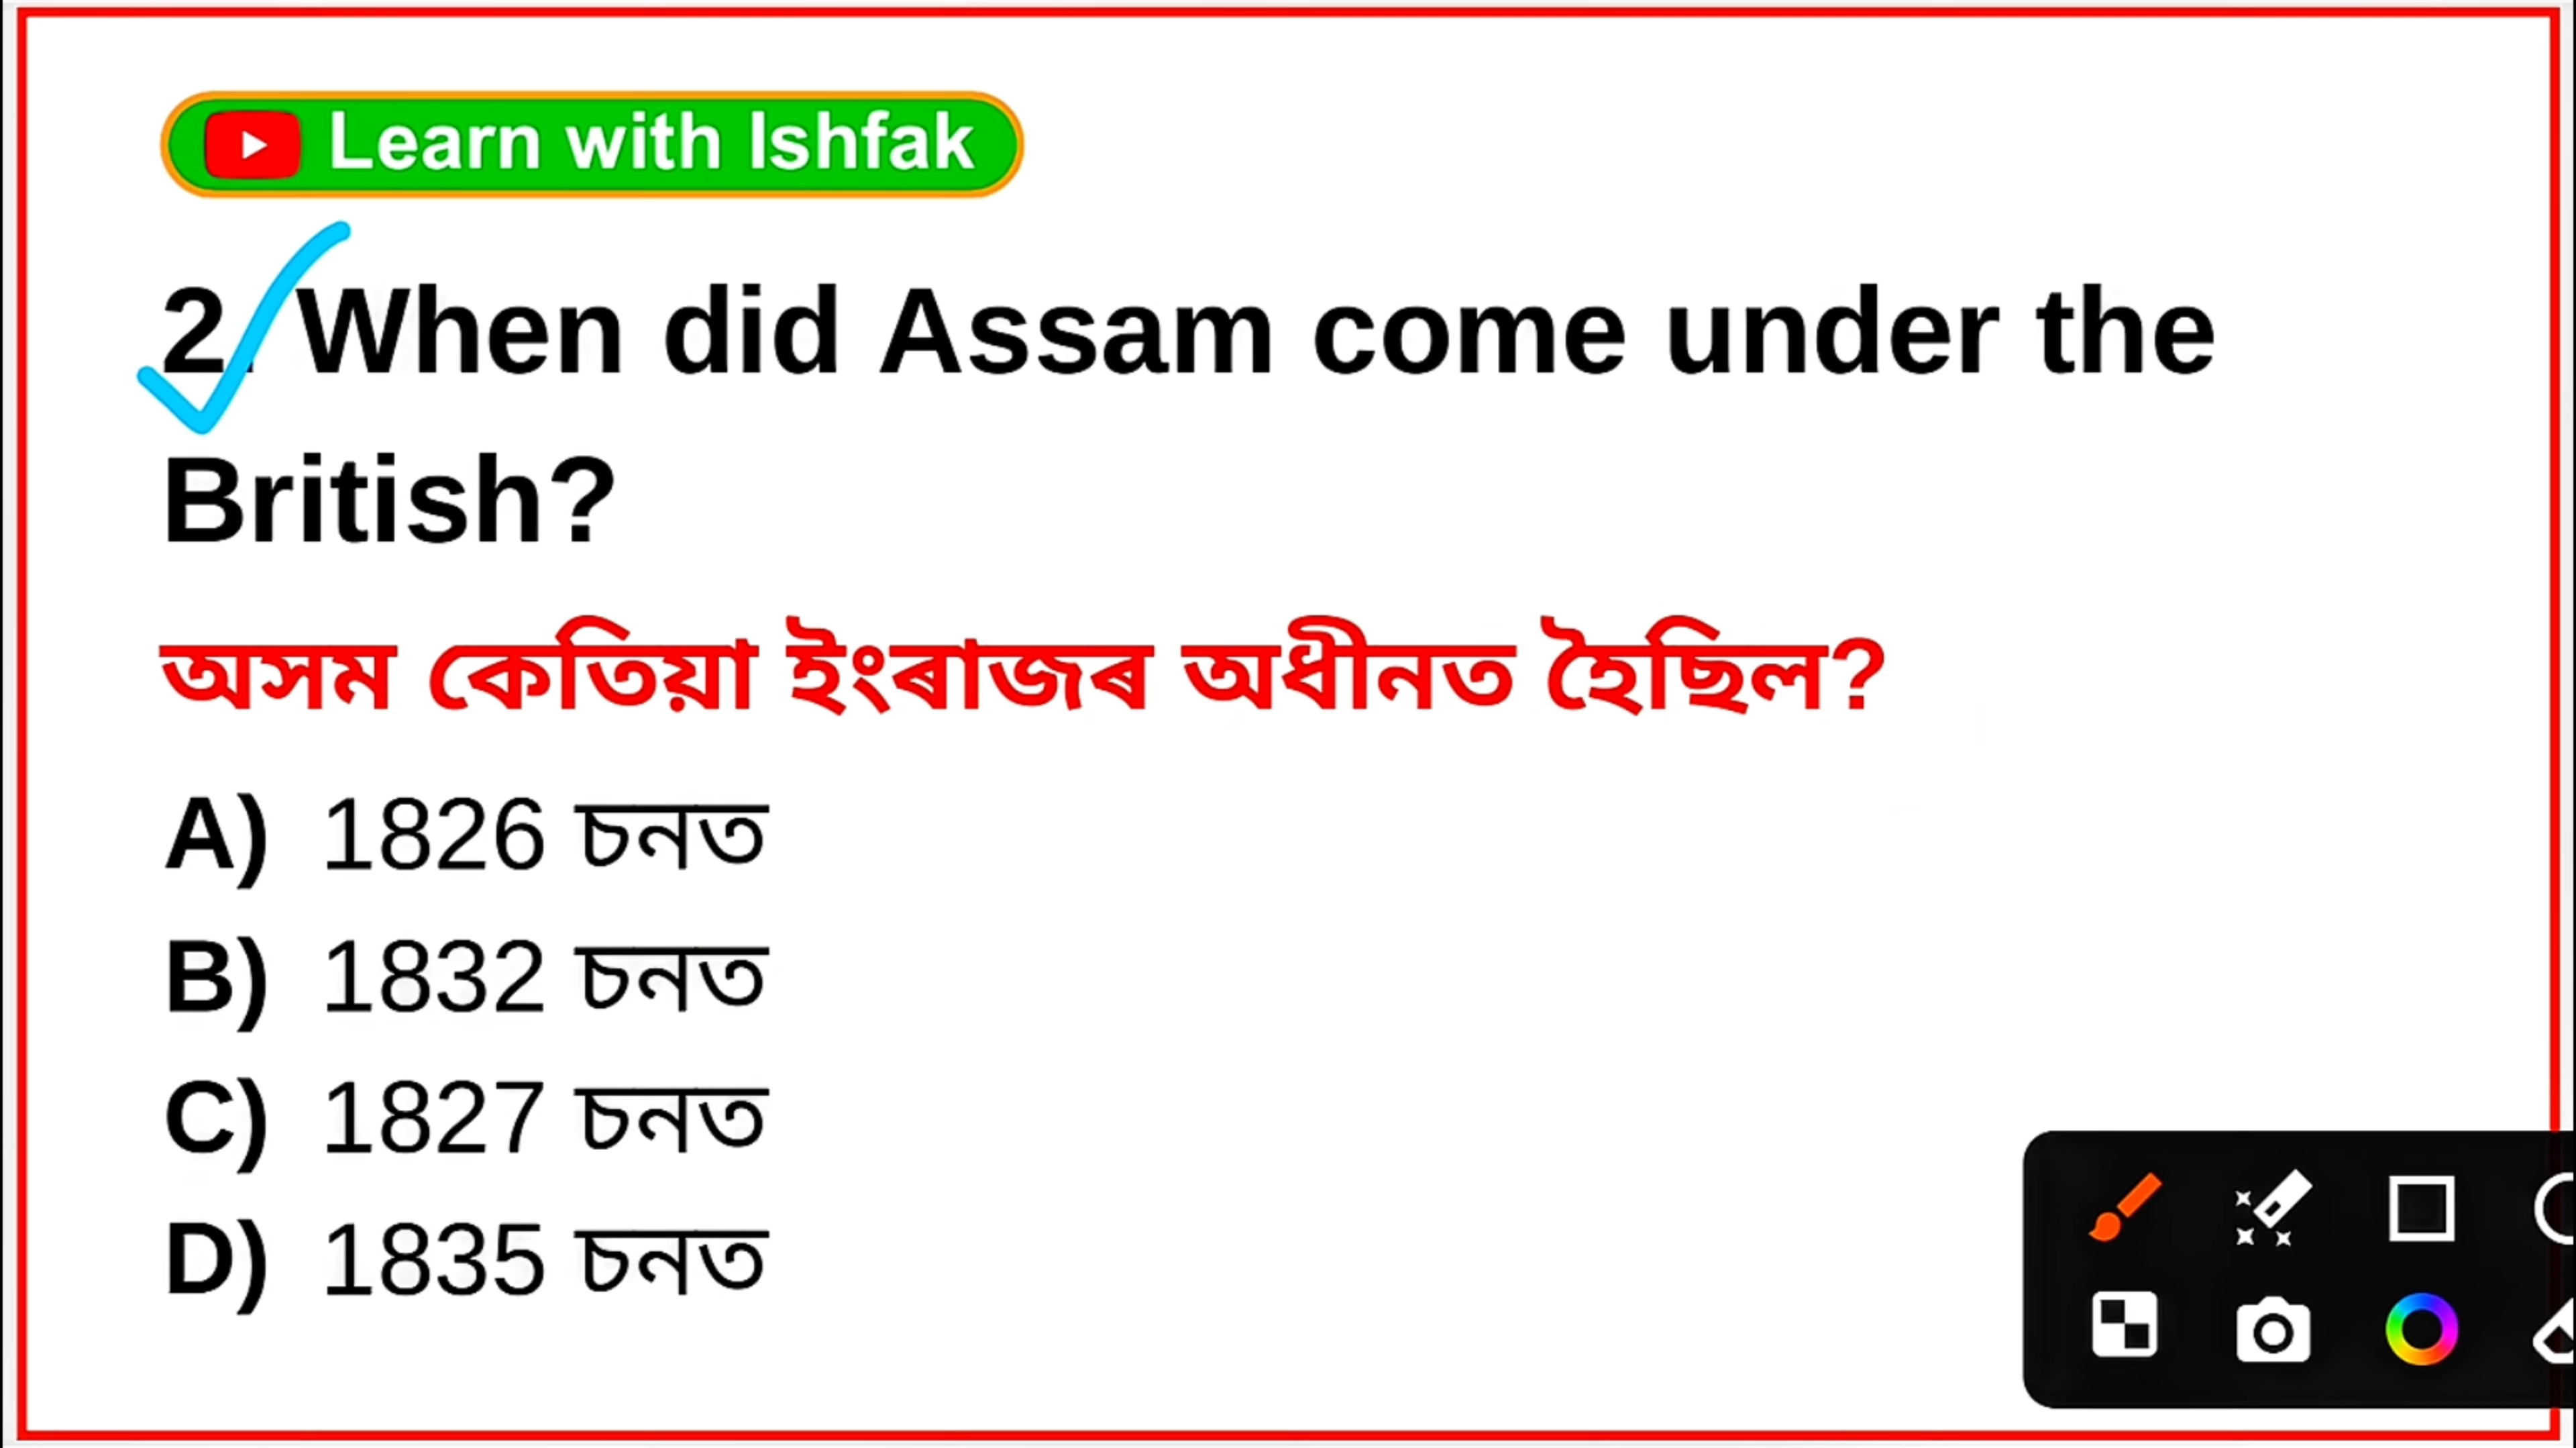 Learn with Ishfak
2. When did Assam come under the
British?
অসম কেতিয়া ইংৰাজৰ অধীনত হৈছিল?
A) 1826 চনত
B) 1832 চনত
C) 1827 চনত
D) 1835 চনত